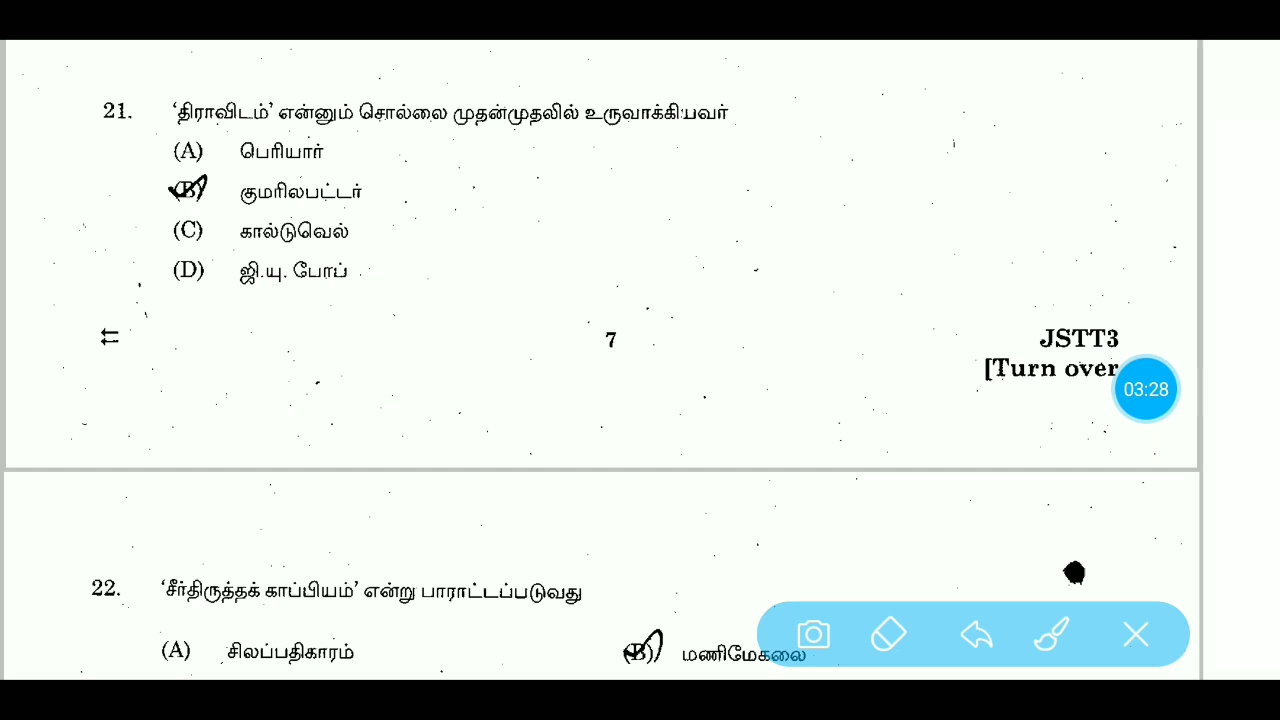 21. ‘திராவிடம்’ என்னும் சொல்லை முதன்முதலில் உருவாக்கியவர்
(A) பெரியார்
(B) குமரிலபட்டர்
(C) கால்டுவெல்
(D) ஜி.யு. போப்
7
JSTT3
[Turn over
03:28
22. ‘சீர்திருத்தக் காப்பியம்’ என்று பாராட்டப்படுவது
(A) சிலப்பதிகாரம் (B) மணிமேகலை